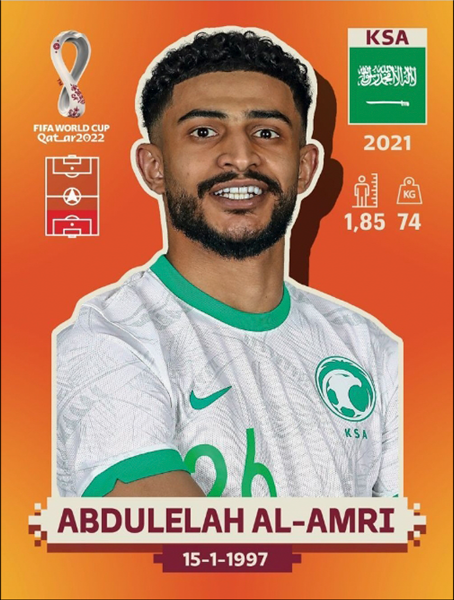 KSA
FIFA WORLD CUP
Qatar2022
2021
KG
1,85 74
KSA
26
ABDULELAH AL-AMRI
15-1-1997